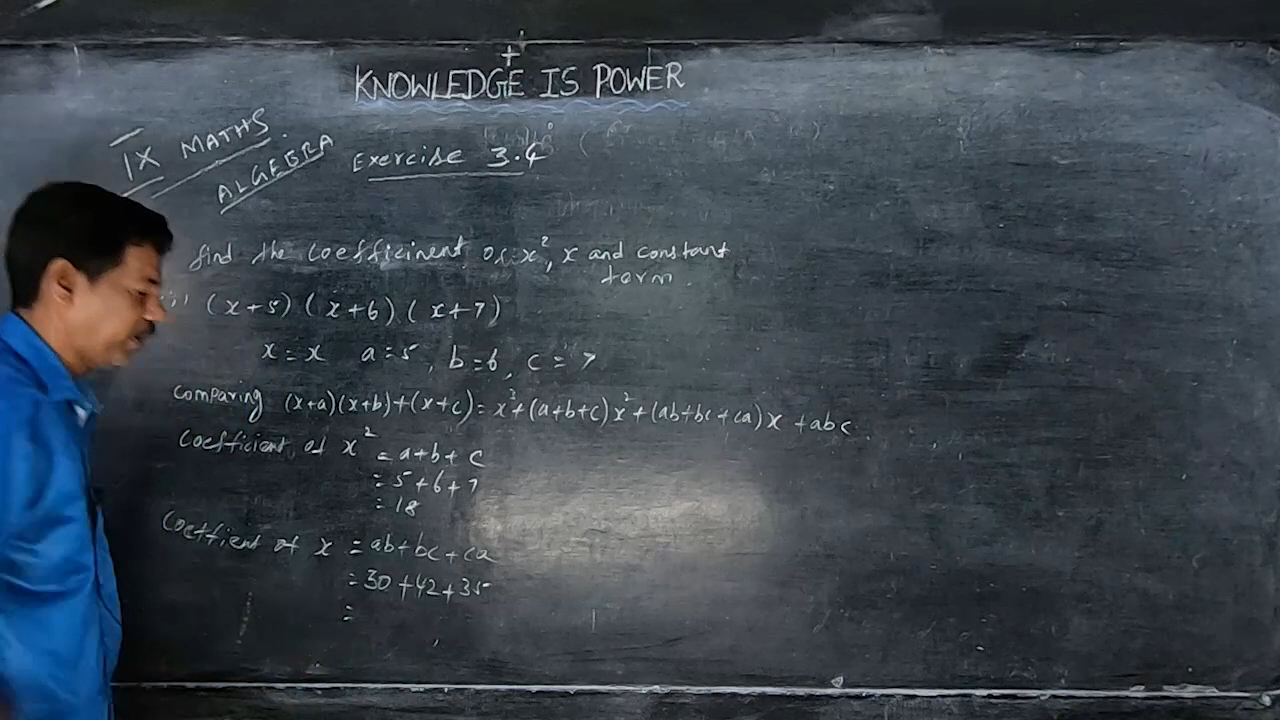 KNOWLEDGE IS POWER
IX MATHS
ALGEBRA
Exercise 3.4
find the coefficinent of x², x and constant
term.
(x+5) (x+6) (x+7)
x = x a = 5, b = 6, c = 7
Comparing (x+a)(x+b)+(x+c) = x³+(a+b+c)x²+(ab+bc+ca)x +abc
Coefficient of x² = a+b+c
= 5+6+7
= 18
Coeffient of x = ab+bc+ca
= 30+42+35
=